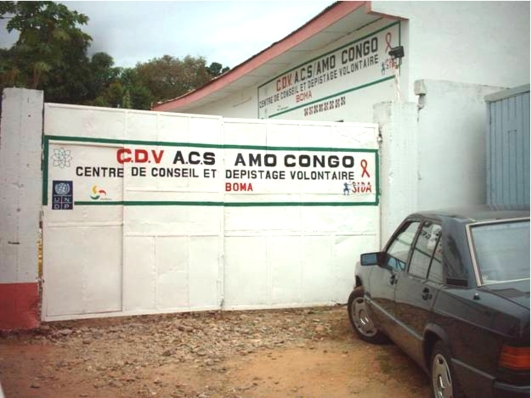 C.D.V A.C.S/AMO CONGO
CENTRE DE CONSEIL ET DEPISTAGE VOLONTAIRE
BOMA
C.D.V A.C.S AMO CONGO
CENTRE DE CONSEIL ET DEPISTAGE VOLONTAIRE
BOMA
SIDA
U N
D P